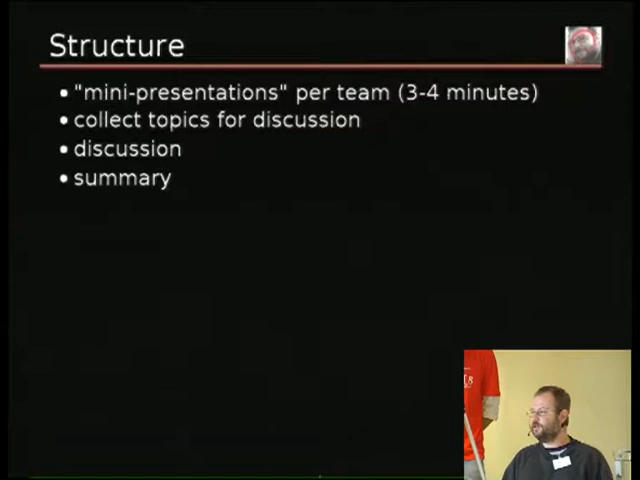 Structure
• "mini-presentations" per team (3-4 minutes)
• collect topics for discussion
• discussion
• summary